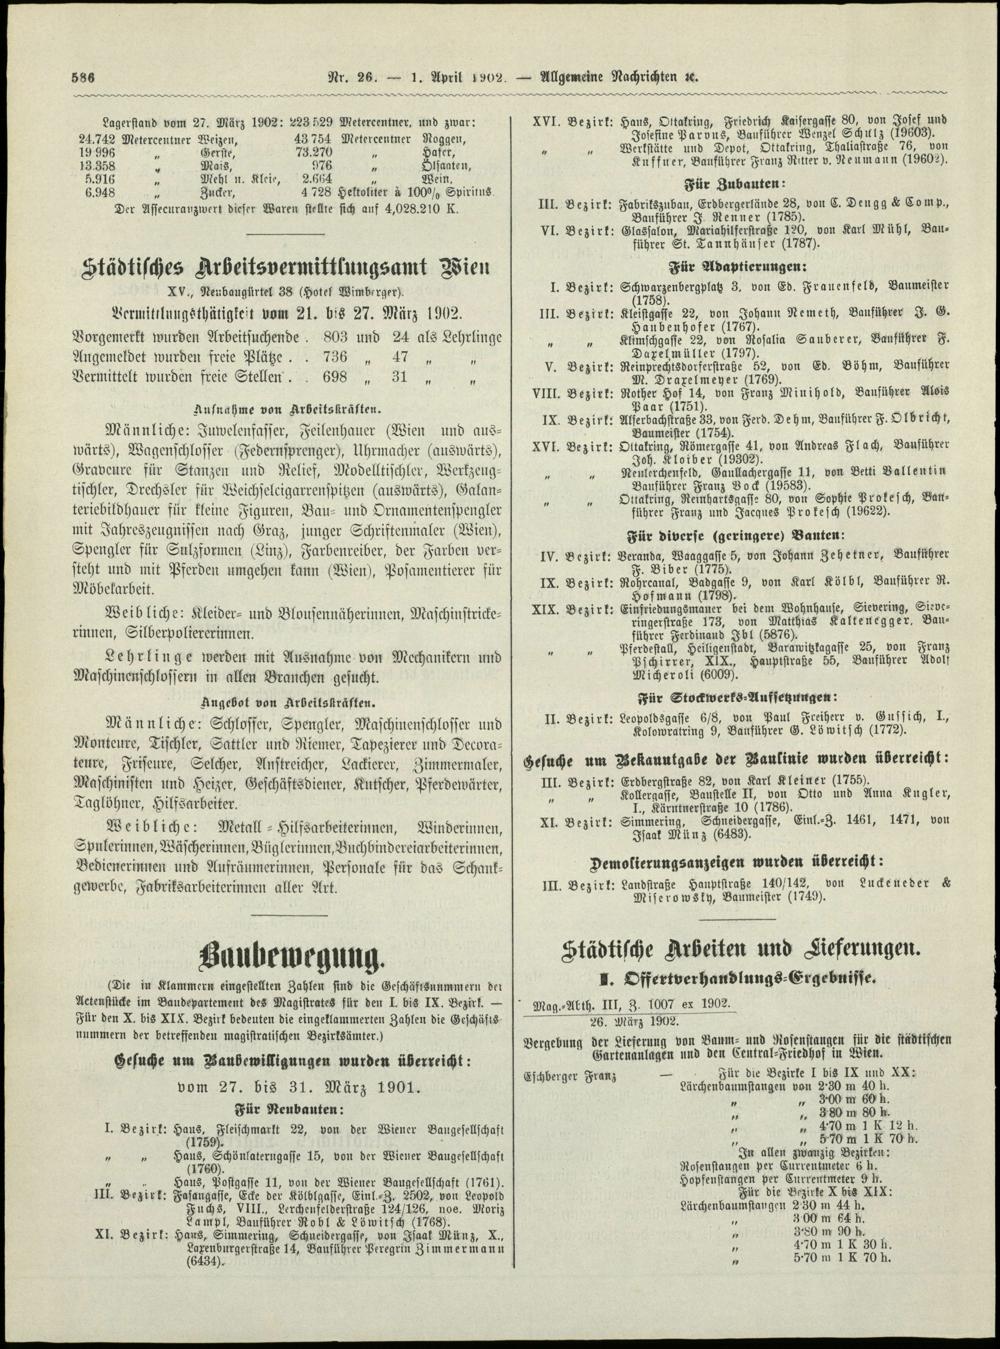 586
Nr. 26. — 1. April 1902. — Allgemeine Nachrichten ꝛc.
Lagerstand vom 27. März 1902: 223 529 Metercentner, und zwar:
24.742 Metercentner Weizen, 43 754 Metercentner Roggen,
19 996 „ Gerste, 73.270 „ Hafer,
13.358 „ Mais, 976 „ Ölsaaten,
5.916 „ Mehl u. Kleie, 2.664 „ Wein,
6.948 „ Zucker, 4 728 Hektoliter à 100% Spiritus.
Der Assecuranzwert dieser Waren stellte sich auf 4,028.210 K.
Städtisches Arbeitsvermittlungsamt Wien
XV., Neubaugürtel 38 (Hotel Wimberger).
Vermittlungsthätigkeit vom 21. bis 27. März 1902.
Vorgemerkt wurden Arbeitsuchende . 803 und 24 als Lehrlinge
Angemeldet wurden freie Plätze . . 736 „ 47 „ „
Vermittelt wurden freie Stellen . . 698 „ 31 „ „
Aufnahme von Arbeitskräften.
Männliche: Juwelenfasser, Feilenhauer (Wien und aus-
wärts), Wagenschlosser (Federnsprenger), Uhrmacher (auswärts),
Graveure für Stanzen und Relief, Modelltischler, Werkzeug-
tischler, Drechsler für Weichselcigarrenspitzen (auswärts), Galan-
teriebildhauer für kleine Figuren, Bau- und Ornamentenspengler
mit Jahreszeugnissen nach Graz, junger Schriftenmaler (Wien),
Spengler für Sulzformen (Linz), Farbenreiber, der Farben ver-
steht und mit Pferden umgehen kann (Wien), Posamentierer für
Möbelarbeit.
Weibliche: Kleider- und Blousennäherinnen, Maschinstricke-
rinnen, Silberpoliererinnen.
Lehrlinge werden mit Ausnahme von Mechanikern und
Maschinenschlossern in allen Branchen gesucht.
Angebot von Arbeitskräften.
Männliche: Schlosser, Spengler, Maschinenschlosser und
Monteure, Tischler, Sattler und Riemer, Tapezierer und Decora-
teure, Friseure, Selcher, Anstreicher, Lackierer, Zimmermaler,
Maschinisten und Heizer, Geschäftsdiener, Kutscher, Pferdewärter,
Taglöhner, Hilfsarbeiter.
Weibliche: Metall-Hilfsarbeiterinnen, Winderinnen,
Spulerinnen, Wäscherinnen, Büglerinnen, Buchbindereiarbeiterinnen,
Bedienerinnen und Aufräumerinnen, Personale für das Schank-
gewerbe, Fabriksarbeiterinnen aller Art.
Baubewegung.
(Die in Klammern eingestellten Zahlen sind die Geschäftsnummern der
Actenstücke im Baudepartement des Magistrates für den I. bis IX. Bezirk. —
Für den X. bis XIX. Bezirk bedeuten die eingeklammerten Zahlen die Geschäfts-
nummern der betreffenden magistratischen Bezirksämter.)
Gesuche um Baubewilligungen wurden überreicht:
vom 27. bis 31. März 1901.
Für Neubauten:
I. Bezirk: Haus, Fleischmarkt 22, von der Wiener Baugesellschaft
(1759).
„ „ Haus, Schönlaterngasse 15, von der Wiener Baugesellschaft
(1760).
„ „ Haus, Postgasse 11, von der Wiener Baugesellschaft (1761).
III. Bezirk: Fasangasse, Ecke der Kölblgasse, Einl.-Z. 2502, von Leopold
Fuchs, VIII., Lerchenfelderstraße 124/126, noe. Moriz
Lampl, Bauführer Robl & Löwitsch (1768).
XI. Bezirk: Haus, Simmering, Schneidergasse, von Isaak Münz, X.,
Laxenburgerstraße 14, Bauführer Peregrin Zimmermann
(6434).
XVI. Bezirk: Haus, Ottakring, Friedrich Kaisergasse 80, von Josef und
Josefine Parvus, Bauführer Wenzel Schulz (19603).
„ „ Werkstätte und Depot, Ottakring, Thaliastraße 76, von
Kuffner, Bauführer Franz Ritter v. Neumann (19602).
Für Zubauten:
III. Bezirk: Fabrikszubau, Erdbergerlände 28, von C. Dengg & Comp.,
Bauführer J. Renner (1785).
VI. Bezirk: Glassalon, Mariahilferstraße 120, von Karl Mühl, Bau-
führer St. Tannhäuser (1787).
Für Adaptierungen:
I. Bezirk: Schwarzenbergplatz 3, von Ed. Frauenfeld, Baumeister
(1758).
III. Bezirk: Kleistgasse 22, von Johann Nemeth, Bauführer J. G.
Haubenhofer (1767).
„ „ Klimschgasse 22, von Rosalia Sauberer, Bauführer F.
Daxelmüller (1797).
V. Bezirk: Reinprechtsdorferstraße 52, von Ed. Böhm, Bauführer
M. Draxelmeyer (1769).
VIII. Bezirk: Rother Hof 14, von Franz Minihold, Bauführer Alois
Paar (1751).
IX. Bezirk: Alserbachstraße 33, von Ferd. Dehm, Bauführer F. Olbricht,
Baumeister (1754).
XVI. Bezirk: Ottakring, Römergasse 41, von Andreas Flach, Bauführer
Joh. Kloiber (19302).
„ „ Neulerchenfeld, Gaullachergasse 11, von Betti Ballentin
Bauführer Franz Bock (19583).
„ „ Ottakring, Reinhartsgasse 80, von Sophie Prokesch, Bau-
führer Franz und Jacques Prokesch (19622).
Für diverse (geringere) Bauten:
IV. Bezirk: Veranda, Waaggasse 5, von Johann Zehetner, Bauführer
F. Biber (1775).
IX. Bezirk: Rohrcanal, Badgasse 9, von Karl Kölbl, Bauführer R.
Hofmann (1798).
XIX. Bezirk: Einfriedungsmauer bei dem Wohnhause, Sievering, Sieve-
ringerstraße 173, von Matthias Kaltenegger, Bau-
führer Ferdinand Ibl (5876).
„ „ Pferdestall, Heiligenstadt, Barawitzkagasse 25, von Franz
Pschirrer, XIX., Hauptstraße 55, Bauführer Adolf
Micheroli (6009).
Für Stockwerks-Aufsetzungen:
II. Bezirk: Leopoldsgasse 6/8, von Paul Freiherr v. Gussich, I.,
Kolowratring 9, Bauführer G. Löwitsch (1772).
Gesuche um Bekanntgabe der Baulinie wurden überreicht:
III. Bezirk: Erdbergstraße 82, von Karl Kleiner (1755).
„ „ Kollergasse, Baustelle II, von Otto und Anna Kugler,
I., Kärntnerstraße 10 (1786).
XI. Bezirk: Simmering, Schneidergasse, Einl.-Z. 1461, 1471, von
Isaak Münz (6483).
Demolierungsanzeigen wurden überreicht:
III. Bezirk: Landstraße Hauptstraße 140/142, von Luckeneder &
Miserowsky, Baumeister (1749).
Städtische Arbeiten und Lieferungen.
I. Offertverhandlungs-Ergebnisse.
Mag.-Abth. III, Z. 1007 ex 1902.
26. März 1902.
Vergebung der Lieferung von Baum- und Rosenstangen für die städtischen
Gartenanlagen und den Central-Friedhof in Wien.
Eschberger Franz — Für die Bezirke I bis IX und XX:
Lärchenbaumstangen von 2·30 m 40 h.
„ „ 3·00 m 60 h.
„ „ 3 80 m 80 h.
„ „ 4·70 m 1 K 12 h.
„ „ 5·70 m 1 K 70 h.
In allen zwanzig Bezirken:
Rosenstangen per Currentmeter 6 h.
Hopfenstangen per Currentmeter 9 h.
Für die Bezirke X bis XIX:
Lärchenbaumstangen 2 30 m 44 h.
„ 3 00 m 64 h.
„ 3·80 m 90 h.
„ 4·70 m 1 K 30 h.
„ 5·70 m 1 K 70 h.